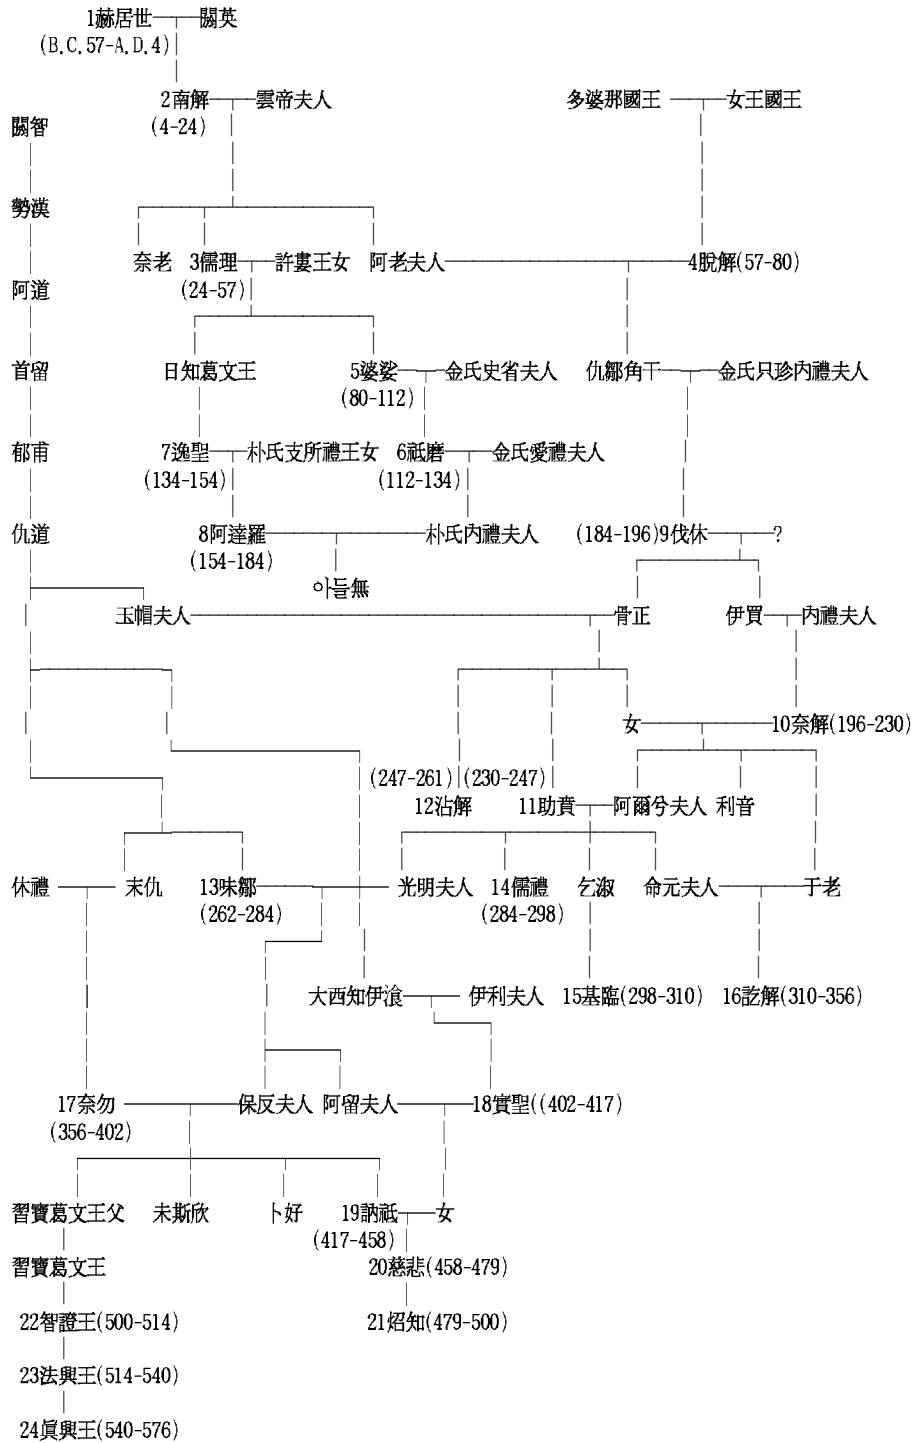 1赫居世 閼英
(B.C.57-A.D.4)
2南解 雲帝夫人 多婆那國王 女王國王
閼智 (4-24)
勢漢
奈老 3儒理 許婁王女 阿老夫人 4脫解(57-80)
阿道 (24-57)
首留 日知葛文王 5婆娑 金氏史省夫人 仇鄒角干 金氏只珍內禮夫人
(80-112)
郁甫 7逸聖 朴氏支所禮王女 6祗磨 金氏愛禮夫人
(134-154) (112-134)
仇道 8阿達羅 朴氏內禮夫人 (184-196)9伐休 ?
(154-184)
아들無
玉帽夫人 骨正 伊買 內禮夫人
女 10奈解(196-230)
(247-261) (230-247)
12沾解 11助賁 阿爾兮夫人 利音
休禮 末仇 13味鄒 光明夫人 14儒禮 乞淑 命元夫人 于老
(262-284) (284-298)
大西知伊湌 伊利夫人 15基臨(298-310) 16訖解(310-356)
17奈勿 保反夫人 阿留夫人 18實聖((402-417)
(356-402)
習寶葛文王父 未斯欣 卜好 19訥祗 女
(417-458)
習寶葛文王 20慈悲(458-479)
22智證王(500-514) 21炤知(479-500)
23法興王(514-540)
24眞興王(540-576)